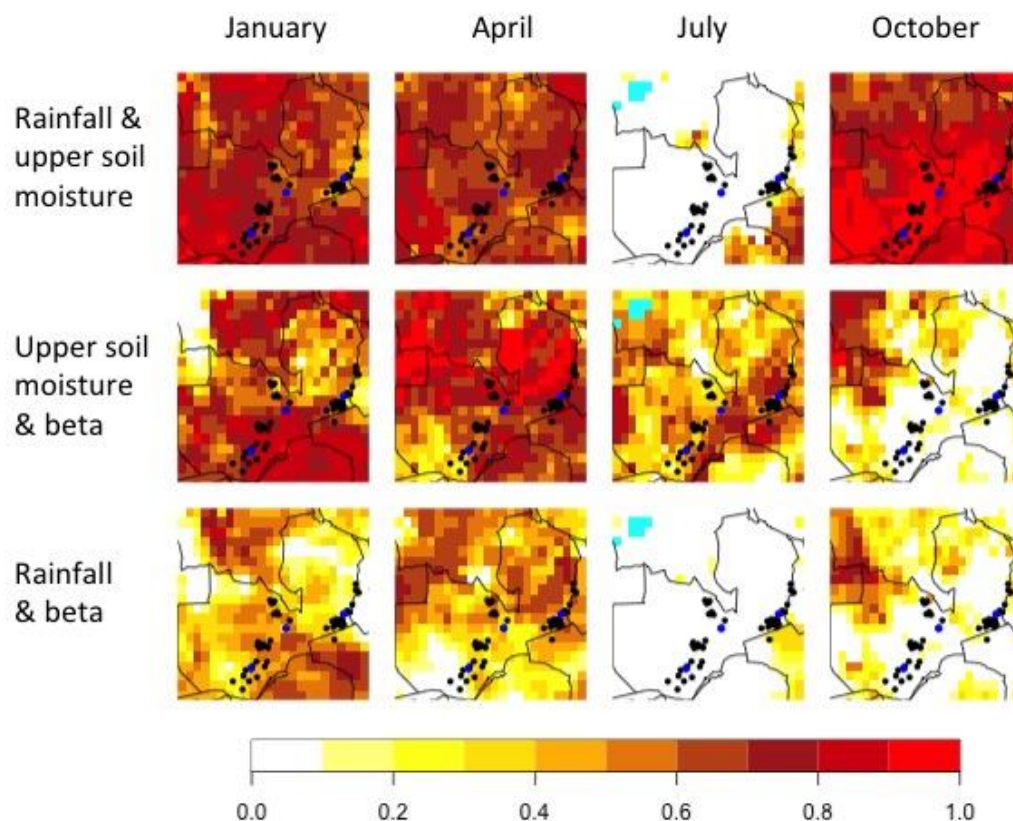 January April July October
Rainfall &
upper soil
moisture
Upper soil
moisture
& beta
Rainfall
& beta
0.0 0.2 0.4 0.6 0.8 1.0